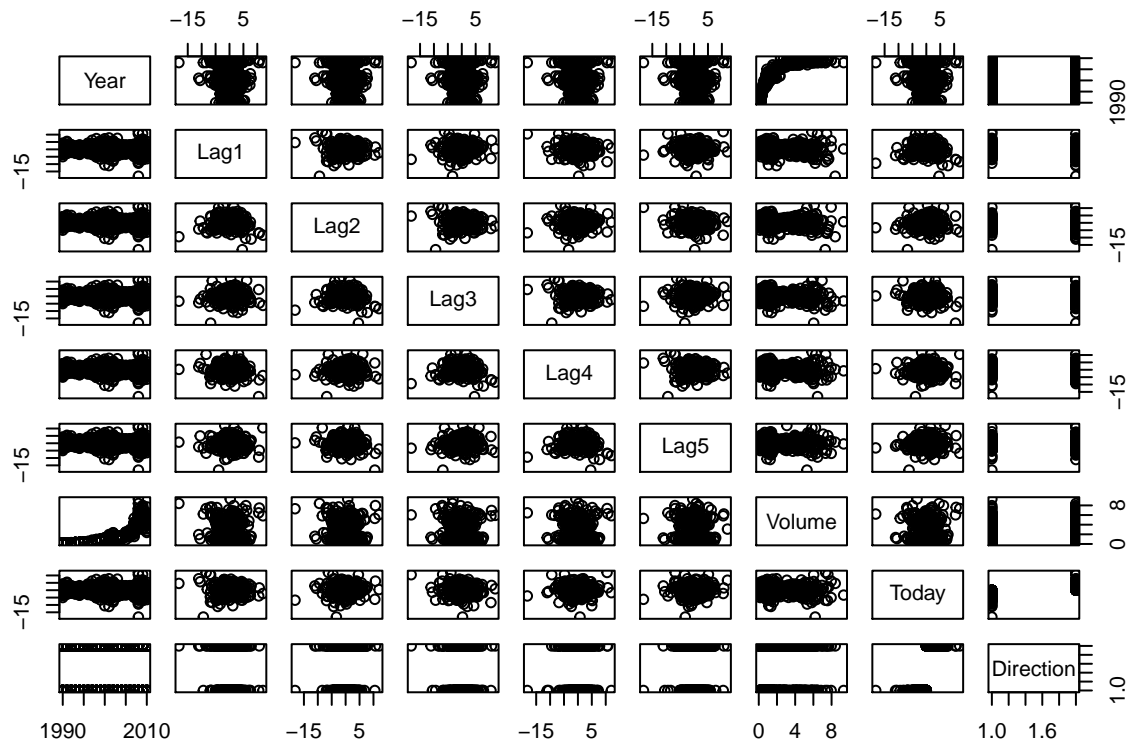 −15 5 −15 5 −15 5
Year
1990
−15
Lag1
Lag2
−15
−15
Lag3
Lag4
−15
−15
Lag5
Volume
0 8
−15
Today
Direction
1.0
1990 2010 −15 5 −15 5 0 4 8 1.0 1.6